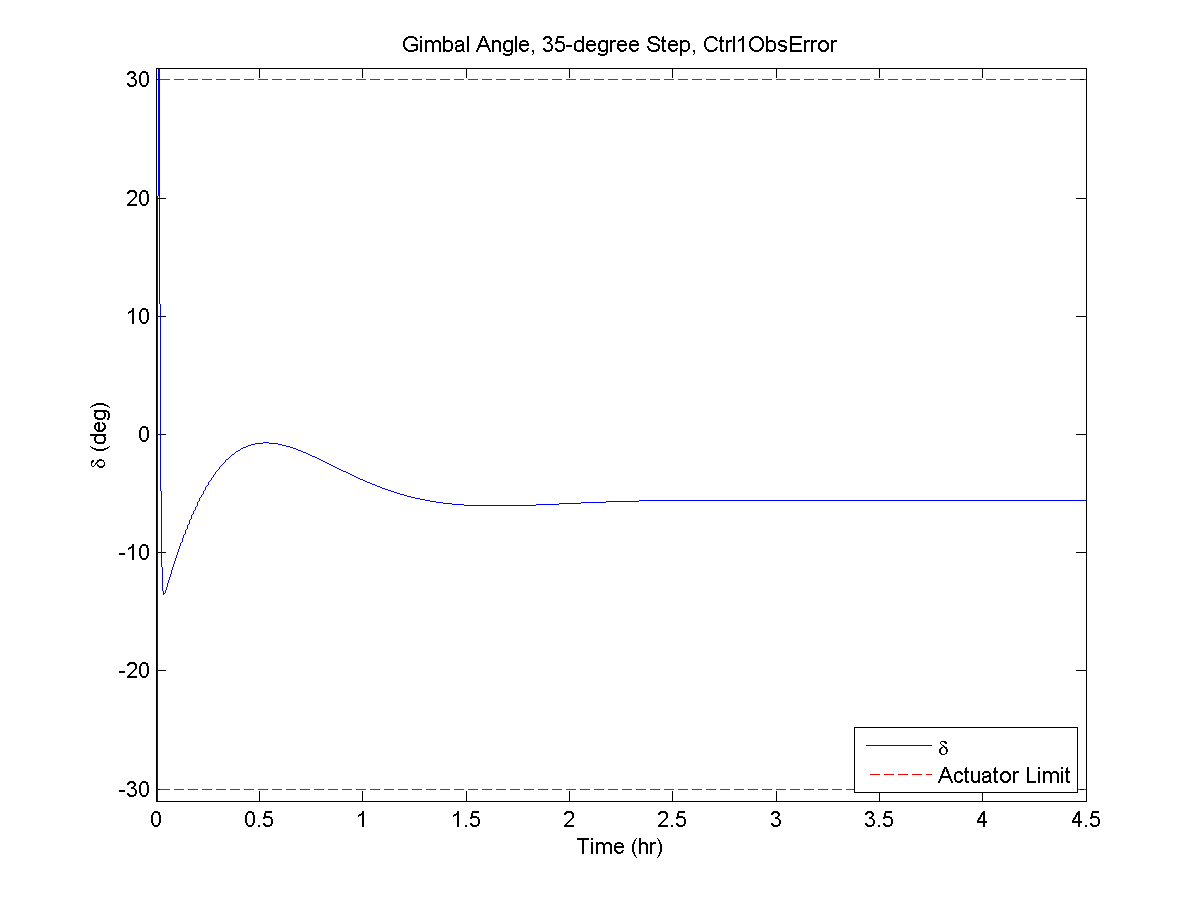 Gimbal Angle, 35-degree Step, Ctrl1ObsError
30
20
10
0
-10
-20
-30
δ (deg)
δ
Actuator Limit
0 0.5 1 1.5 2 2.5 3 3.5 4 4.5
Time (hr)